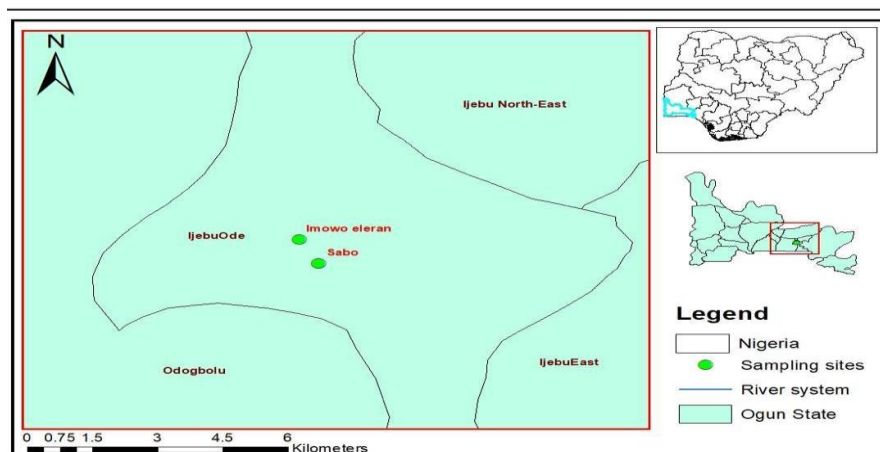 N
Ijebu North-East
Imowo eleran
IjebuOde
Sabo
Odogbolu
IjebuEast
0 0.75 1.5 3 4.5 6
Kilometers
Legend
Nigeria
Sampling sites
River system
Ogun State